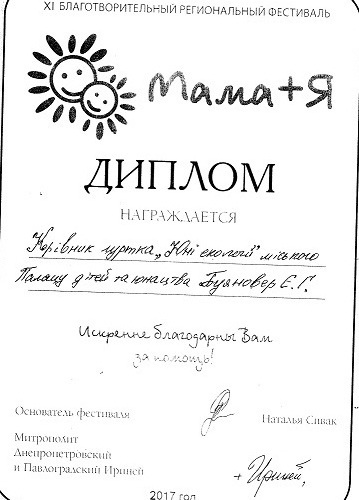 XI БЛАГОТВОРИТЕЛЬНЫЙ РЕГИОНАЛЬНЫЙ ФЕСТИВАЛЬ
Мама+Я
ДИПЛОМ
НАГРАЖДАЕТСЯ
Керівник гуртка „Юні екологи" міського
Палацу дітей та юнацтва Буяновер Е.Г.
Искренне благодарны Вам
за помощь!
Основатель фестиваля
Наталья Сивак
Митрополит
Днепропетровский
и Павлоградский Ириней
+ Ириней,
2017 год